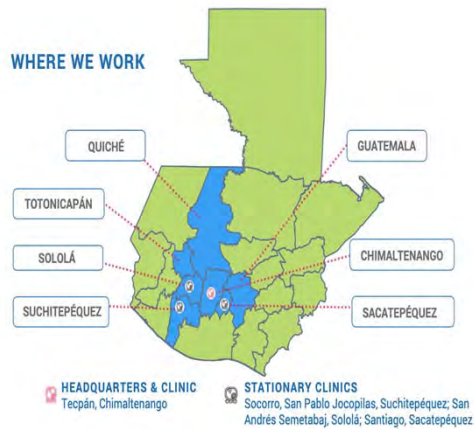 WHERE WE WORK
QUICHÉ
GUATEMALA
TOTONICAPÁN
SOLOLÁ
CHIMALTENANGO
SUCHITEPÉQUEZ
SACATEPÉQUEZ
HEADQUARTERS & CLINIC
Tecpán, Chimaltenango
STATIONARY CLINICS
Socorro, San Pablo Jocopilas, Suchitepéquez; San
Andrés Semetabaj, Sololá; Santiago, Sacatepéquez